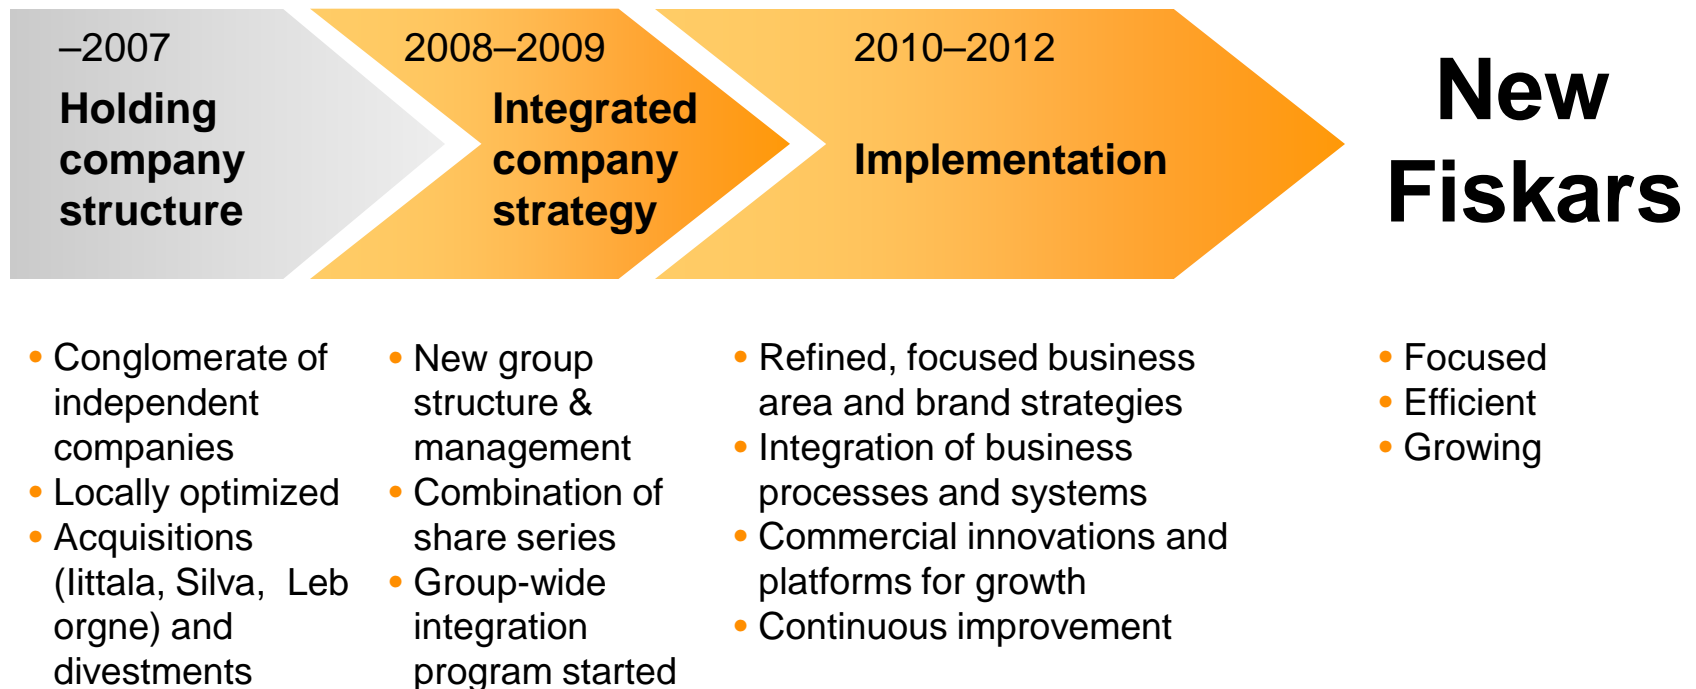 –2007
Holding
company
structure
2008–2009
Integrated
company
strategy
2010–2012
Implementation
New
Fiskars
• Conglomerate of
independent
companies
• Locally optimized
• Acquisitions
(Iittala, Silva,  Leb
orgne) and
divestments
• New group
structure &
management
• Combination of
share series
• Group-wide
integration
program started
• Refined, focused business
area and brand strategies
• Integration of business
processes and systems
• Commercial innovations and
platforms for growth
• Continuous improvement
• Focused
• Efficient
• Growing